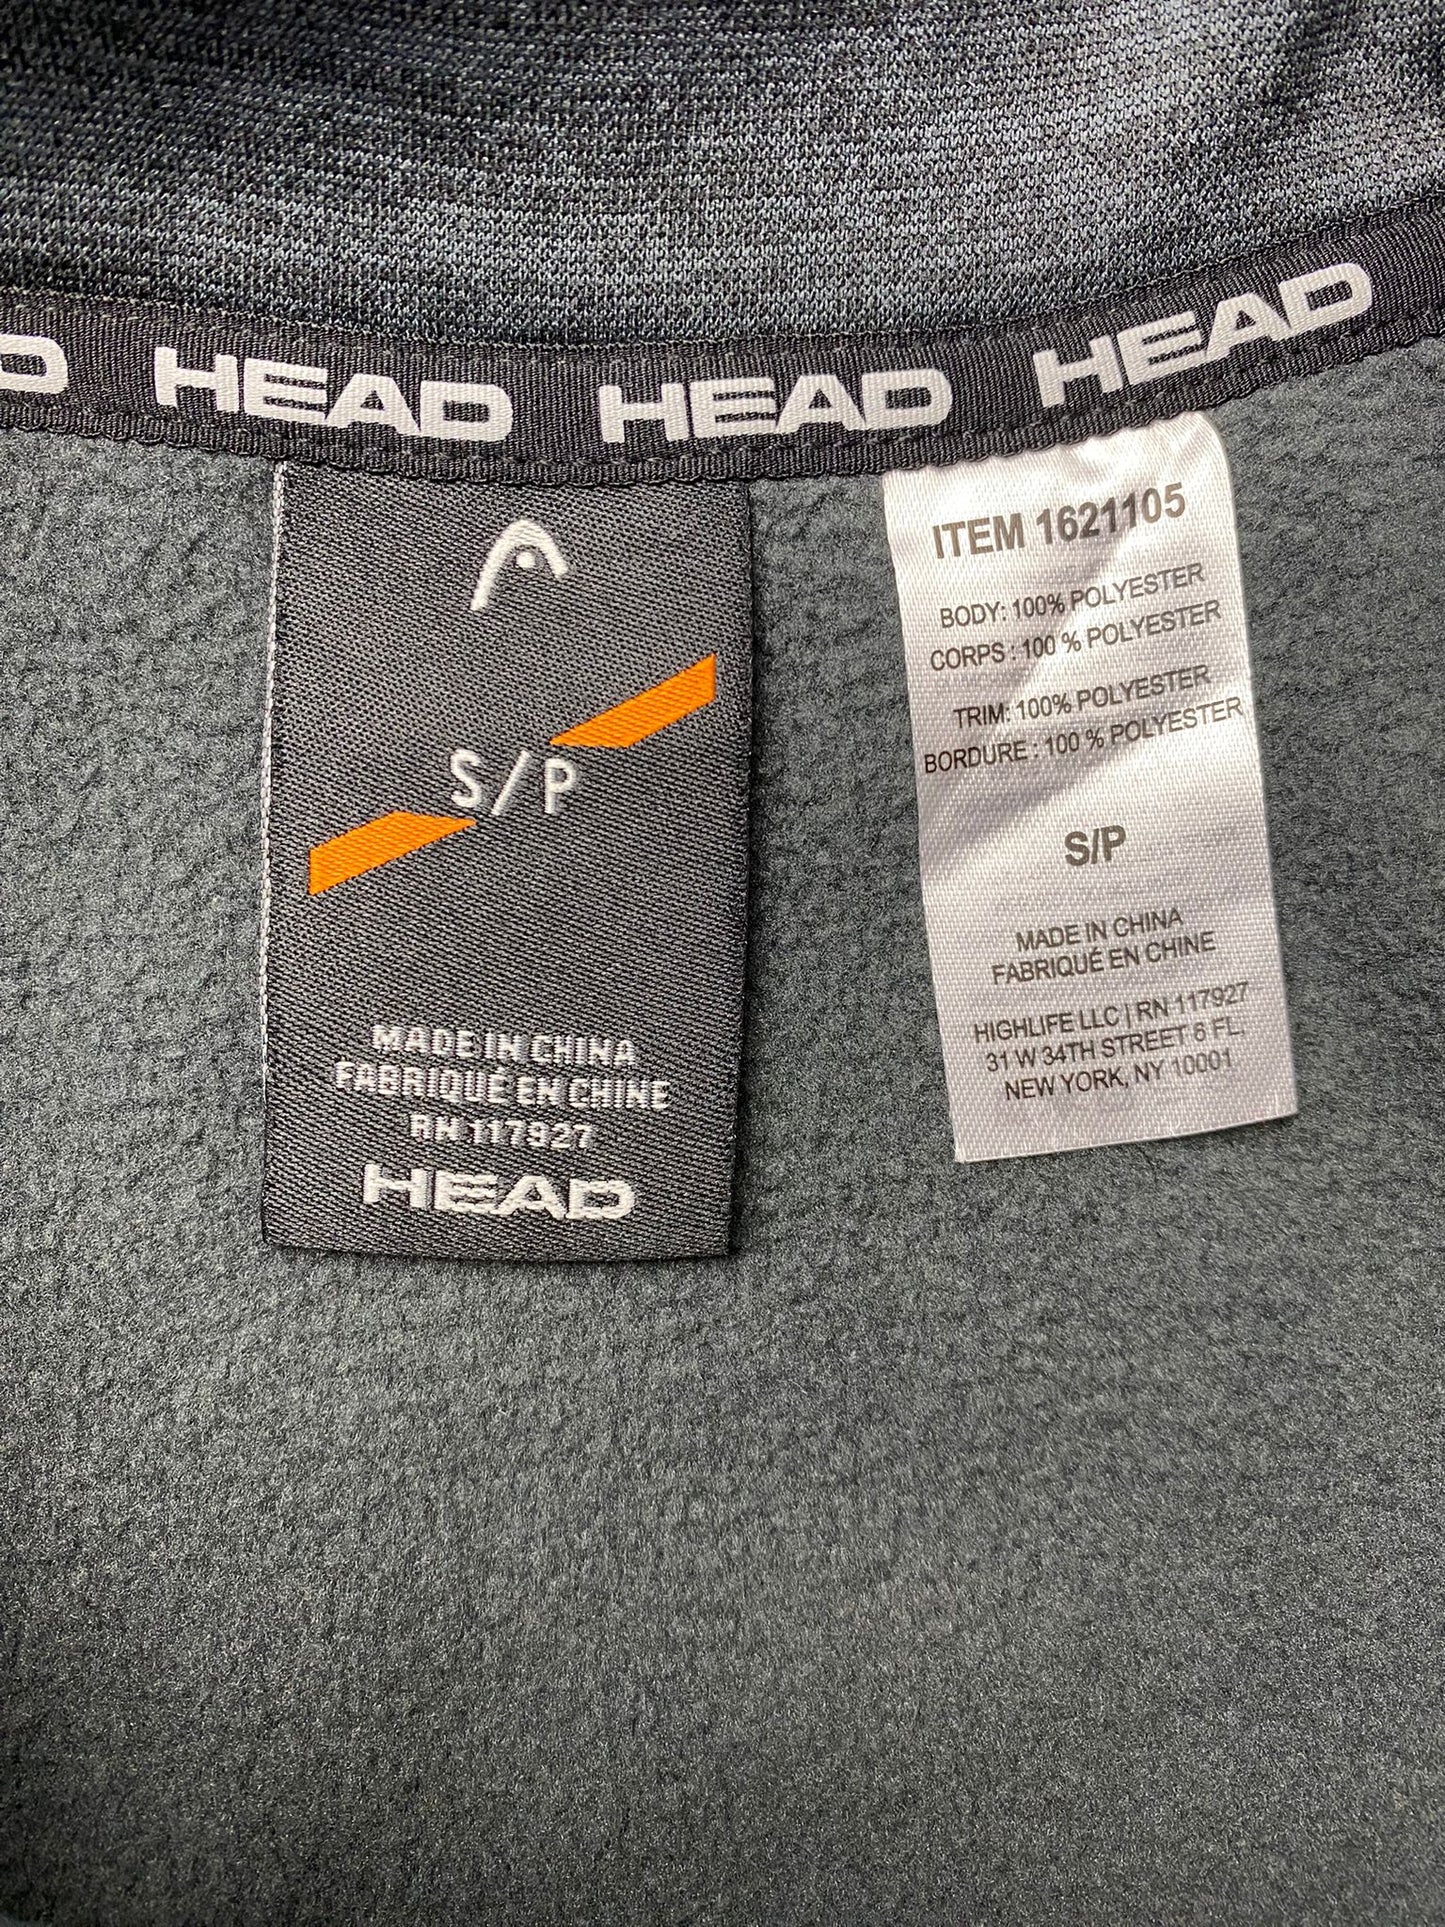 HEAD
HEAD
HEAD
S/P
MADE IN CHINA
FABRIQUÉ EN CHINE
RN 117927
HEAD
ITEM 1621105
BODY: 100% POLYESTER
CORPS : 100 % POLYESTER
TRIM: 100% POLYESTER
BORDURE : 100 % POLYESTER
S/P
MADE IN CHINA
FABRIQUÉ EN CHINE
HIGHLIFE LLC | RN 117927
31 W 34TH STREET 6 FL.
NEW YORK, NY 10001